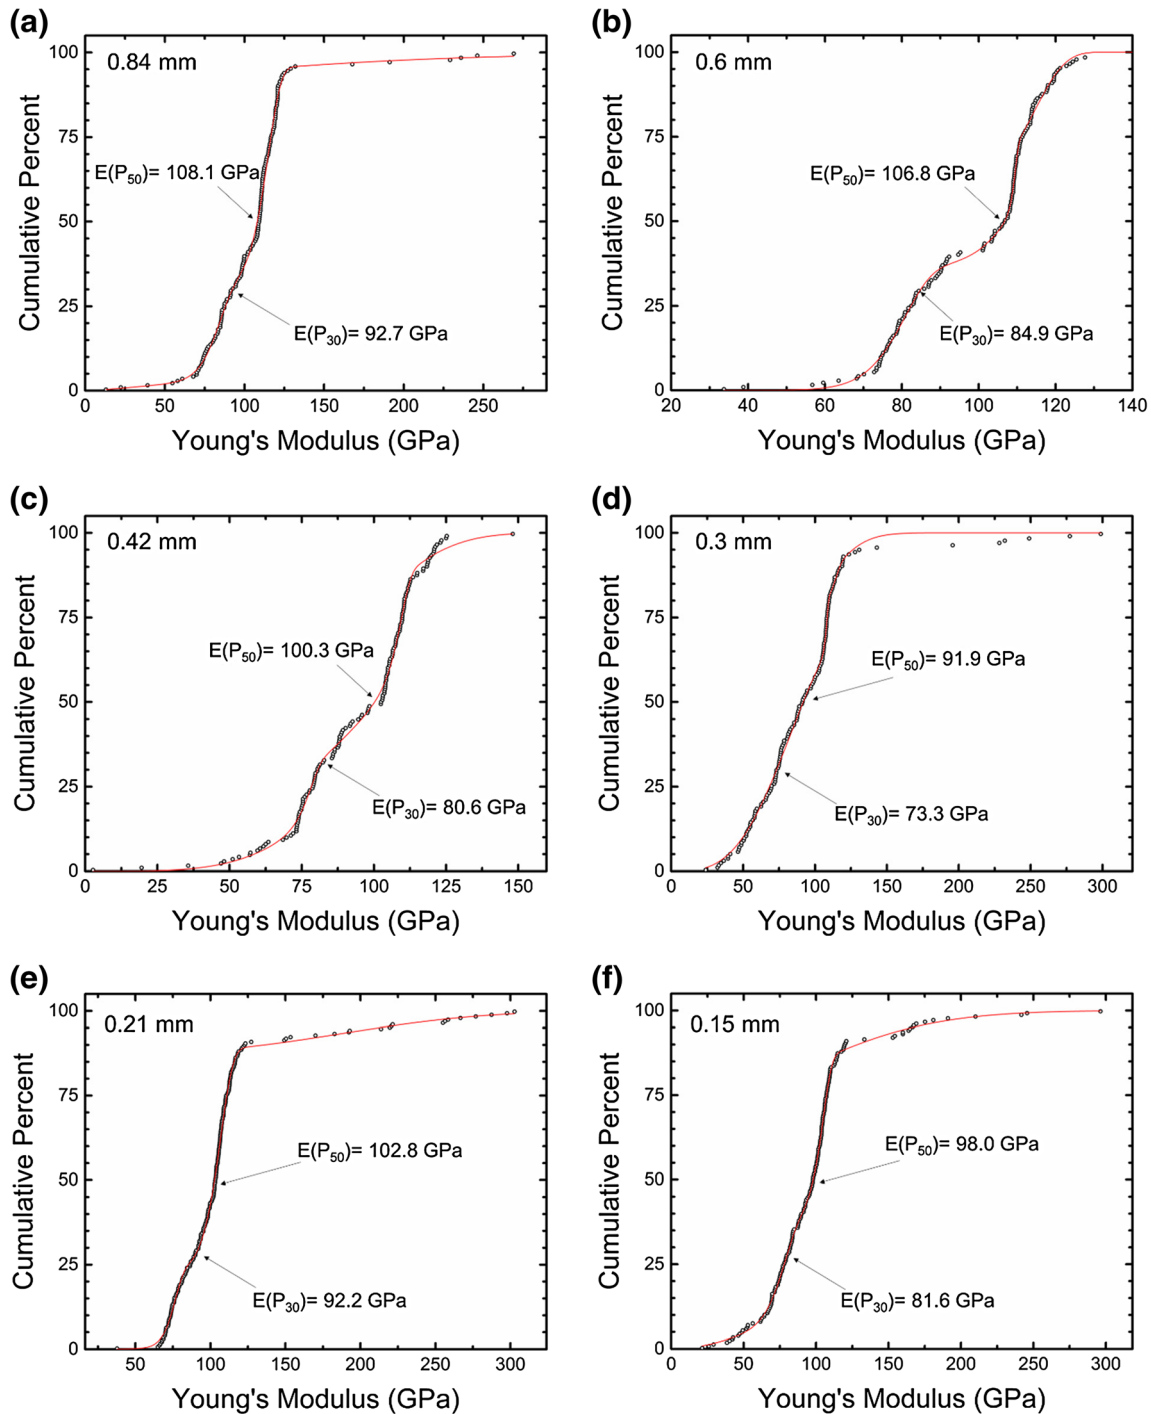 (a)
0.84 mm
E(P50)= 108.1 GPa
E(P30)= 92.7 GPa
Cumulative Percent
100
75
50
25
0
0 50 100 150 200 250
Young's Modulus (GPa)
(b)
0.6 mm
E(P50)= 106.8 GPa
E(P30)= 84.9 GPa
Cumulative Percent
100
75
50
25
0
20 40 60 80 100 120 140
Young's Modulus (GPa)
(c)
0.42 mm
E(P50)= 100.3 GPa
E(P30)= 80.6 GPa
Cumulative Percent
100
75
50
25
0
0 25 50 75 100 125 150
Young's Modulus (GPa)
(d)
0.3 mm
E(P50)= 91.9 GPa
E(P30)= 73.3 GPa
Cumulative Percent
100
75
50
25
0
0 50 100 150 200 250 300
Young's Modulus (GPa)
(e)
0.21 mm
E(P50)= 102.8 GPa
E(P30)= 92.2 GPa
Cumulative Percent
100
75
50
25
0
50 100 150 200 250 300
Young's Modulus (GPa)
(f)
0.15 mm
E(P50)= 98.0 GPa
E(P30)= 81.6 GPa
Cumulative Percent
100
75
50
25
0
0 50 100 150 200 250 300
Young's Modulus (GPa)